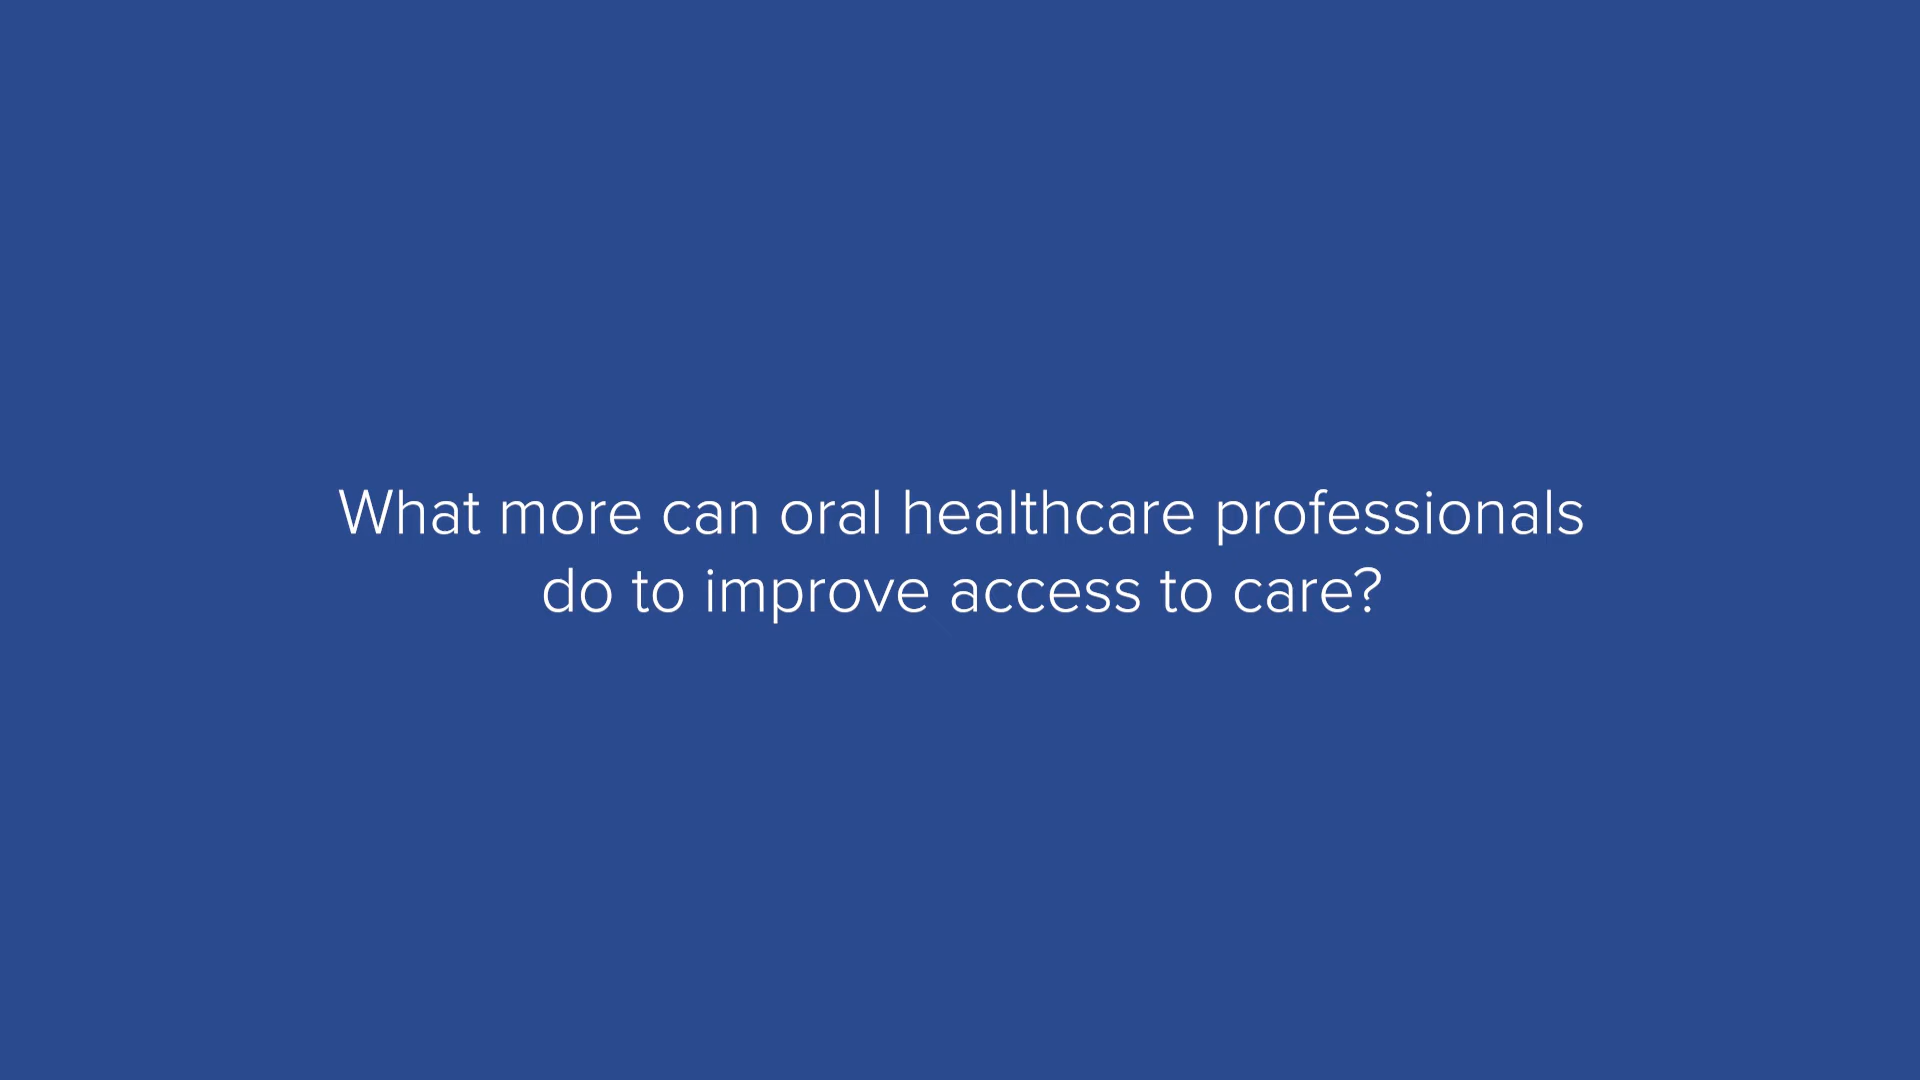 What more can oral healthcare professionals
do to improve access to care?